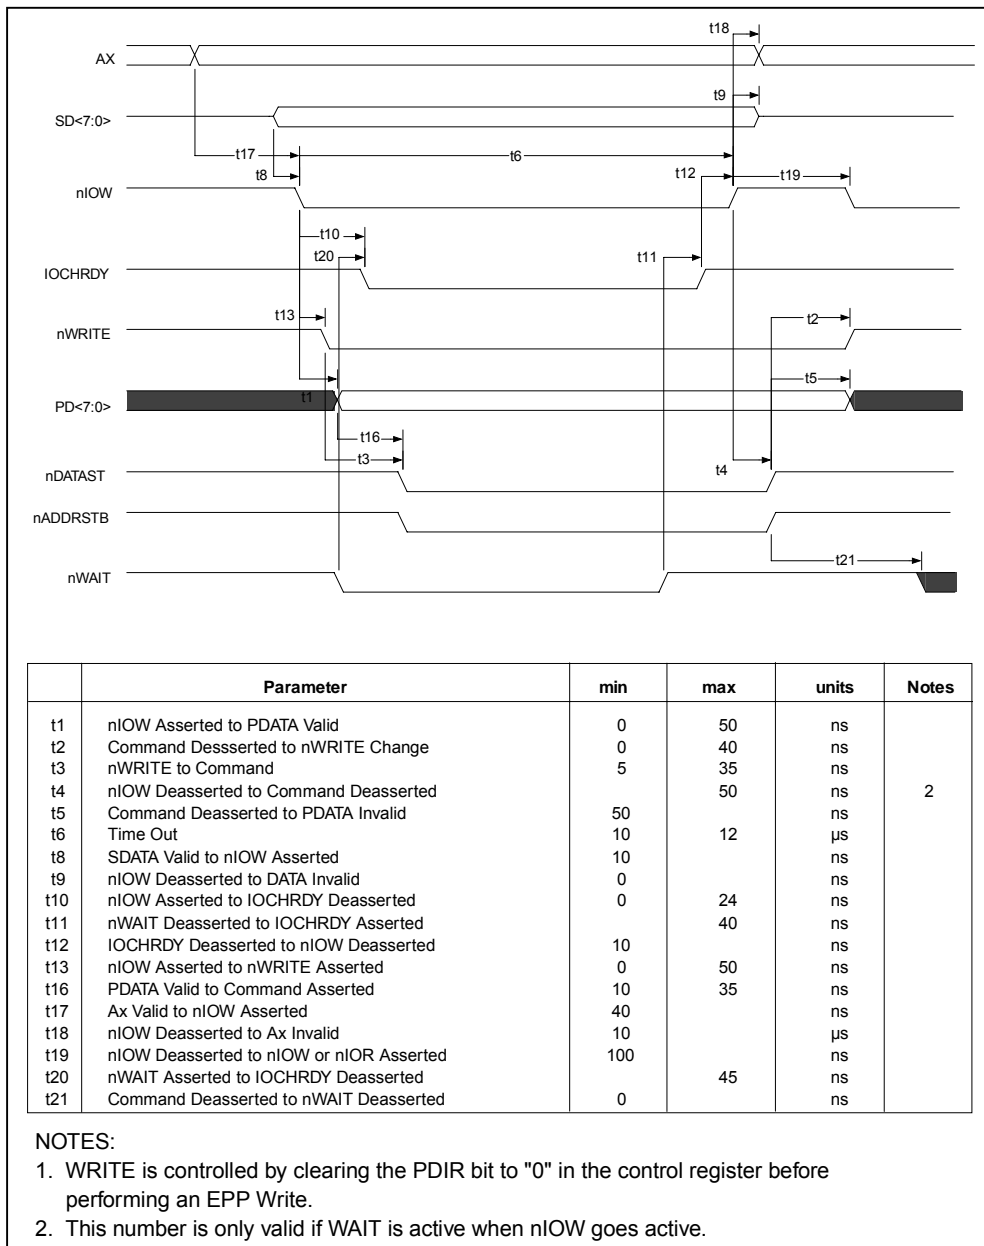 t18
AX
t9
SD<7:0>
t17 t6
t8 t12 t19
nIOW
t10
t20 t11
IOCHRDY
t13 t2
nWRITE
t5
t1
PD<7:0>
t16
t3 t4
nDATAST
nADDRSTB
t21
nWAIT
Parameter min max units Notes
t1 nIOW Asserted to PDATA Valid 0 50 ns
t2 Command Dessserted to nWRITE Change 0 40 ns
t3 nWRITE to Command 5 35 ns
t4 nIOW Deasserted to Command Deasserted 50 ns 2
t5 Command Deasserted to PDATA Invalid 50 ns
t6 Time Out 10 12 µs
t8 SDATA Valid to nIOW Asserted 10 ns
t9 nIOW Deasserted to DATA Invalid 0 ns
t10 nIOW Asserted to IOCHRDY Deasserted 0 24 ns
t11 nWAIT Deasserted to IOCHRDY Asserted 40 ns
t12 IOCHRDY Deasserted to nIOW Deasserted 10 ns
t13 nIOW Asserted to nWRITE Asserted 0 50 ns
t16 PDATA Valid to Command Asserted 10 35 ns
t17 Ax Valid to nIOW Asserted 40 ns
t18 nIOW Deasserted to Ax Invalid 10 µs
t19 nIOW Deasserted to nIOW or nIOR Asserted 100 ns
t20 nWAIT Asserted to IOCHRDY Deasserted 45 ns
t21 Command Deasserted to nWAIT Deasserted 0 ns
NOTES:
1. WRITE is controlled by clearing the PDIR bit to "0" in the control register before
performing an EPP Write.
2. This number is only valid if WAIT is active when nIOW goes active.